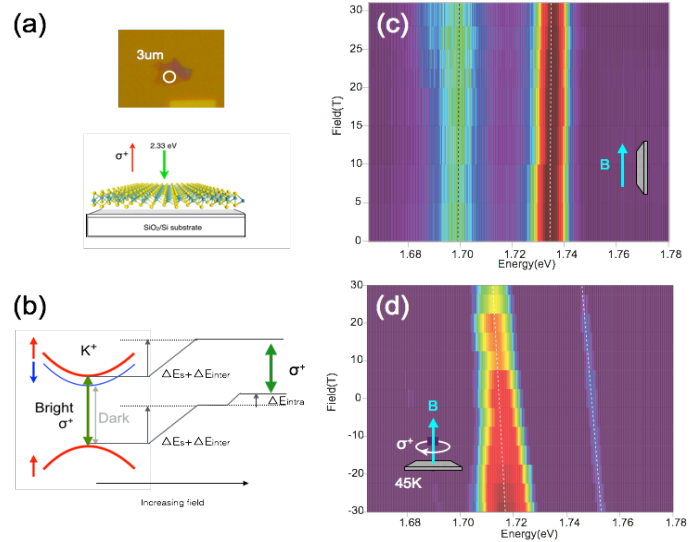 (a)
3um
σ⁺
2.33 eV
SiO₂/Si substrate
(b)
K⁺
Bright
σ⁺
Dark
ΔEs+ΔEinter
ΔEs+ΔEinter
ΔEintra
σ⁺
Increasing field
(c)
Field(T)
30
25
20
15
10
5
0
B
1.68 1.70 1.72 1.74 1.76 1.78
Energy(eV)
(d)
Field(T)
30
20
10
0
-10
-20
-30
B
σ⁺
45K
1.68 1.70 1.72 1.74 1.76 1.78
Energy(eV)